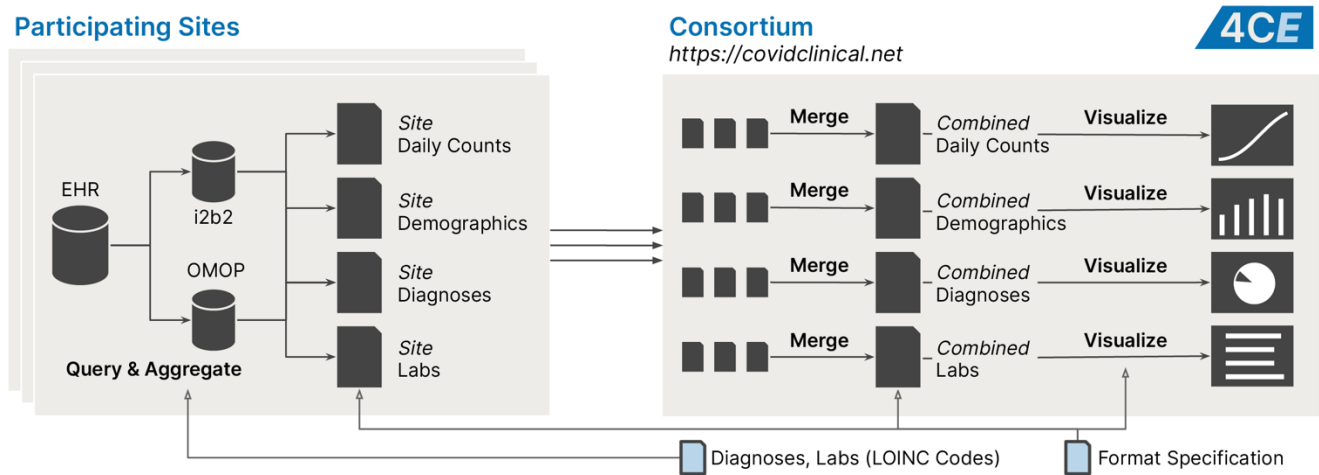 Participating Sites
EHR
i2b2
OMOP
Query & Aggregate
Site
Daily Counts
Site
Demographics
Site
Diagnoses
Site
Labs
Consortium
https://covidclinical.net
4CE
Merge
Combined
Daily Counts
Visualize
Merge
Combined
Demographics
Visualize
Merge
Combined
Diagnoses
Visualize
Merge
Combined
Labs
Visualize
Diagnoses, Labs (LOINC Codes)
Format Specification